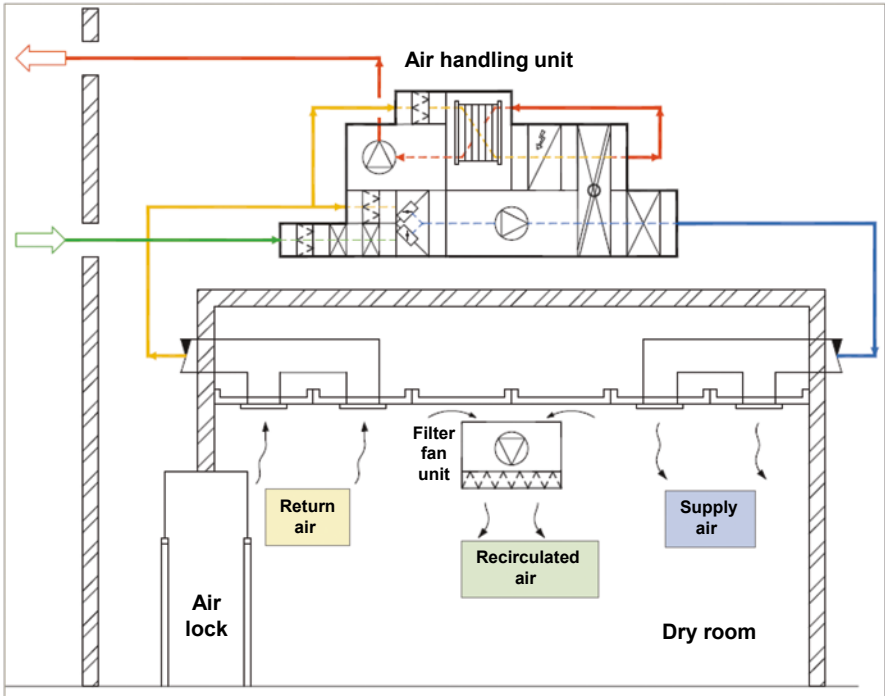 Air handling unit
Filter
fan
unit
Return
air
Supply
air
Recirculated
air
Air
lock
Dry room